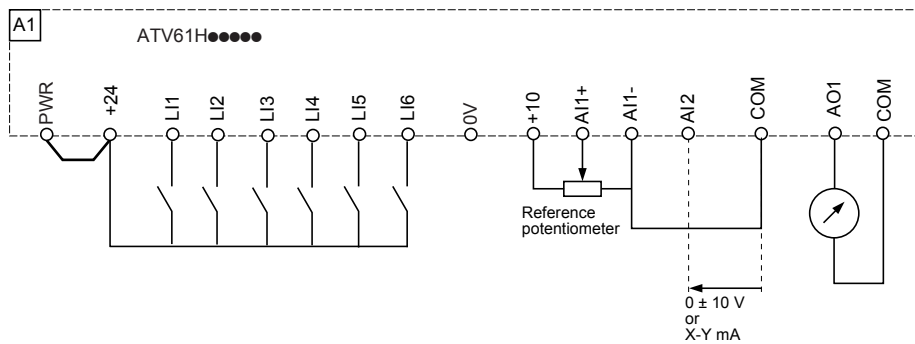 A1
ATV61H●●●●●
PWR
+24
LI1
LI2
LI3
LI4
LI5
LI6
0V
+10
AI1+
AI1-
AI2
COM
AO1
COM
Reference
potentiometer
0 ± 10 V
or
X-Y mA